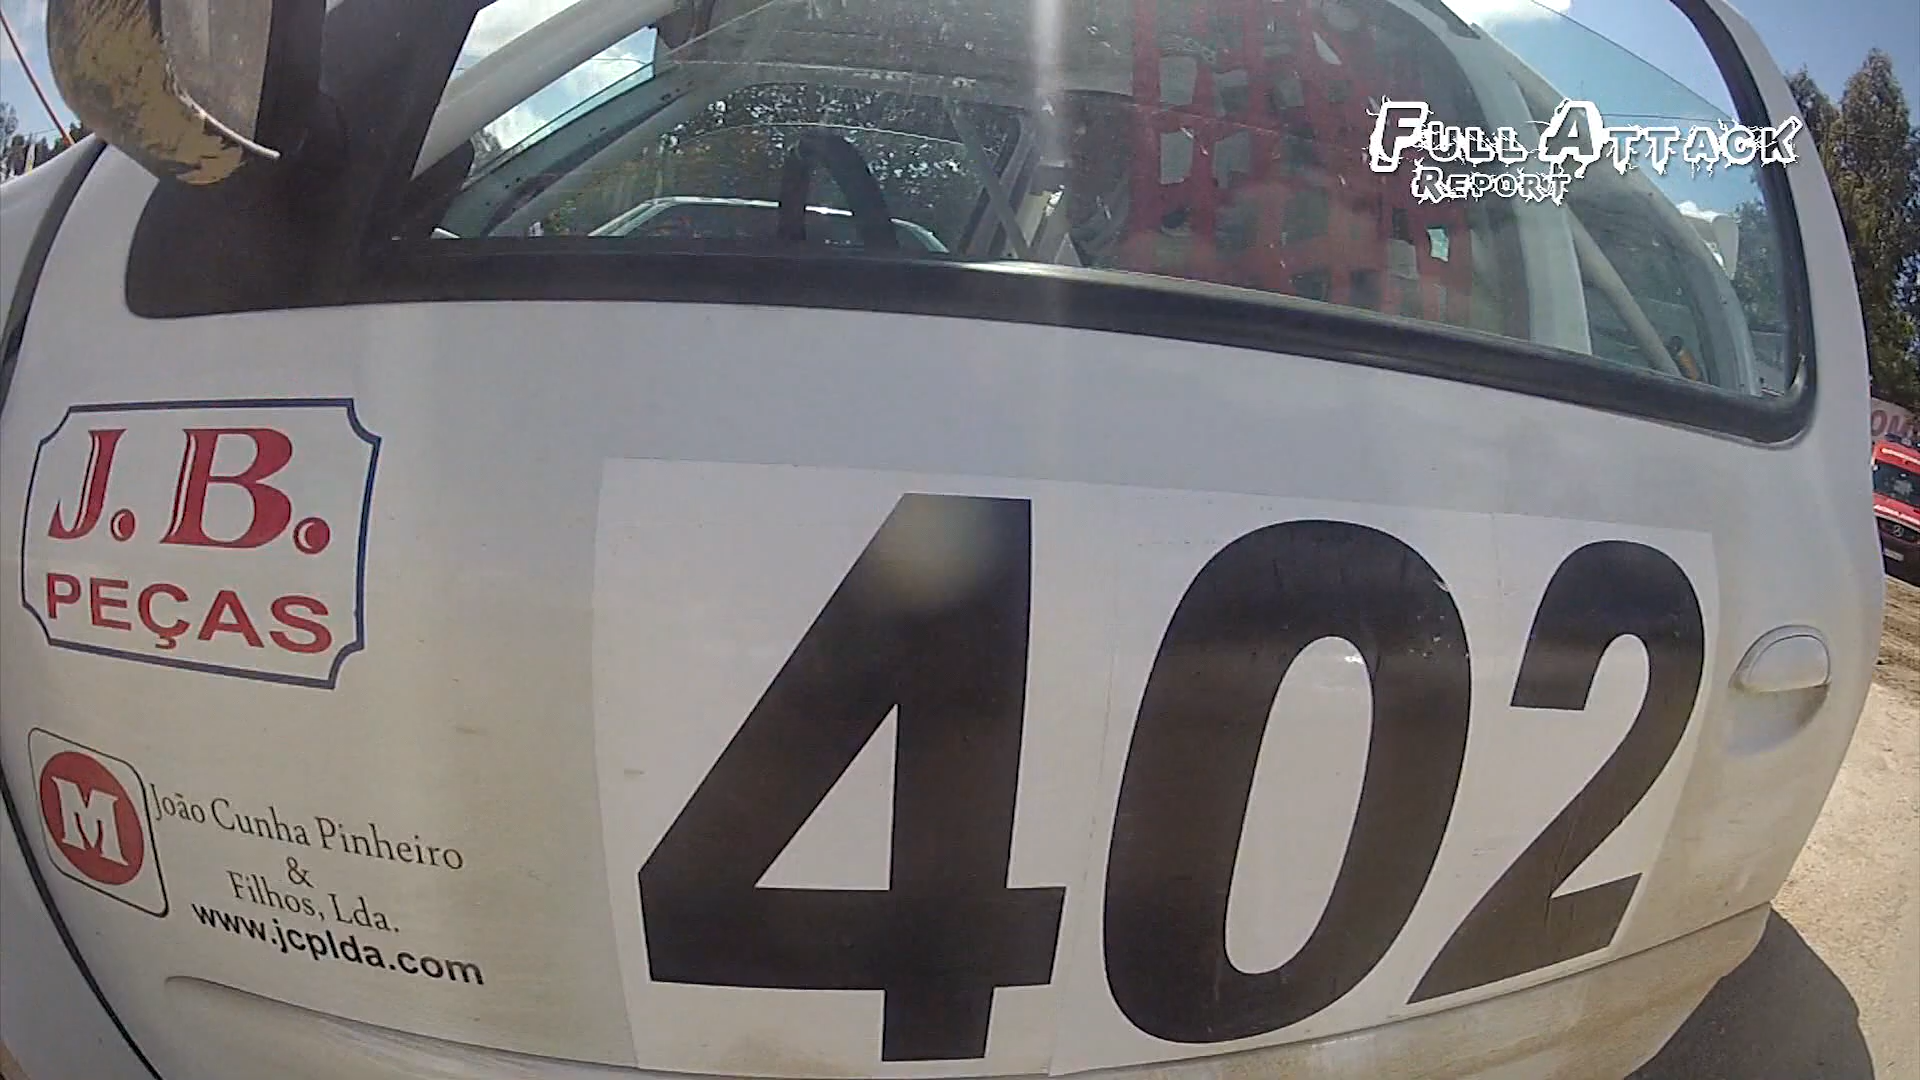 Full Attack
Report
J. B.
PEÇAS
M
João Cunha Pinheiro
&
Filhos, Lda.
www.jcplda.com
402